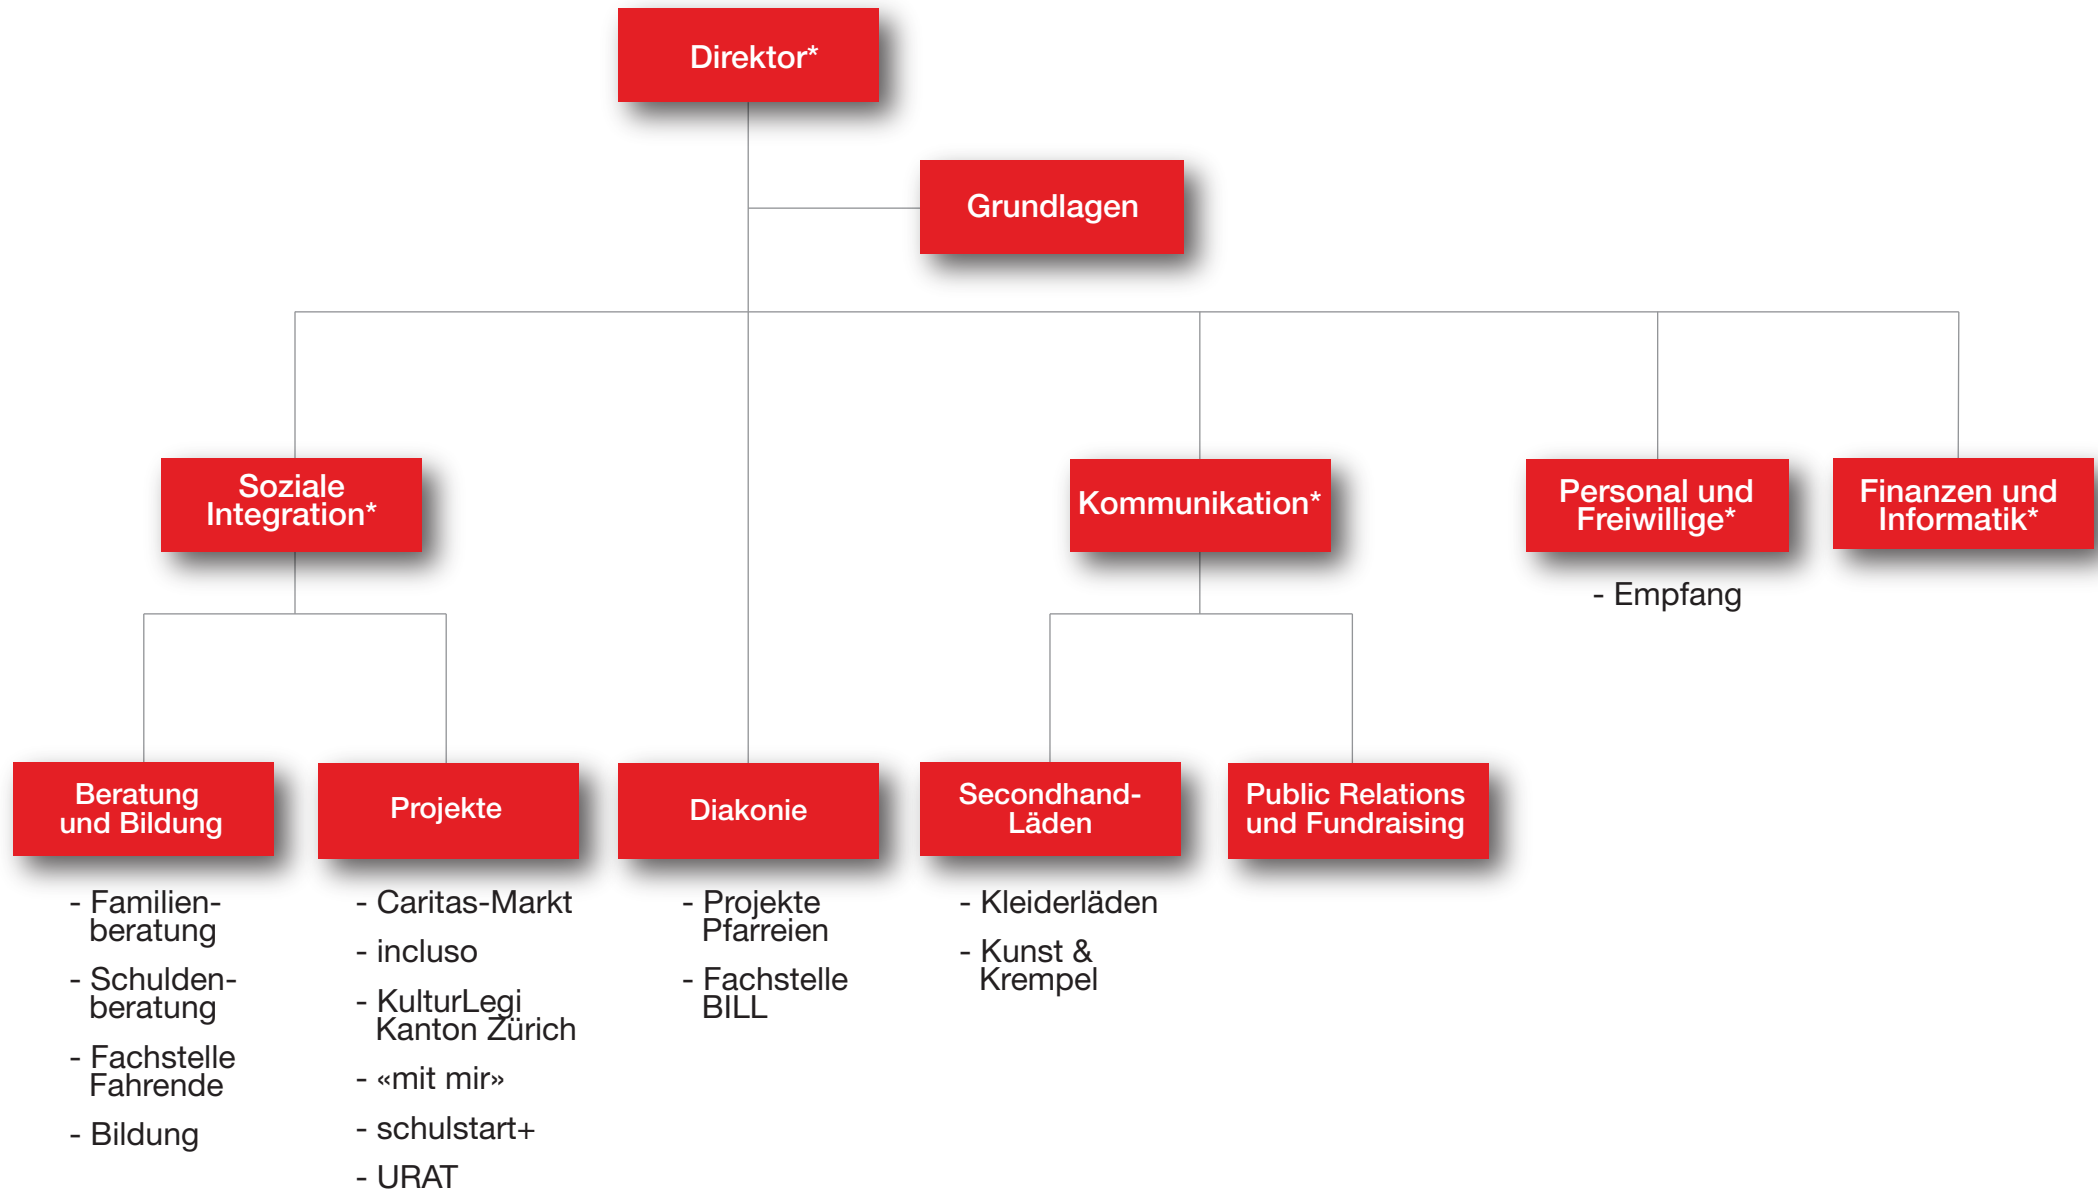 Direktor*
Grundlagen
Soziale
Integration*
Kommunikation*
Personal und
Freiwillige*
Finanzen und
Informatik*
- Empfang
Beratung
und Bildung
- Familien-
beratung
- Schulden-
beratung
- Fachstelle
Fahrende
- Bildung
Projekte
- Caritas-Markt
- incluso
- KulturLegi
Kanton Zürich
- «mit mir»
- schulstart+
- URAT
Diakonie
- Projekte
Pfarreien
- Fachstelle
BILL
Secondhand-
Läden
- Kleiderläden
- Kunst &
Krempel
Public Relations
und Fundraising